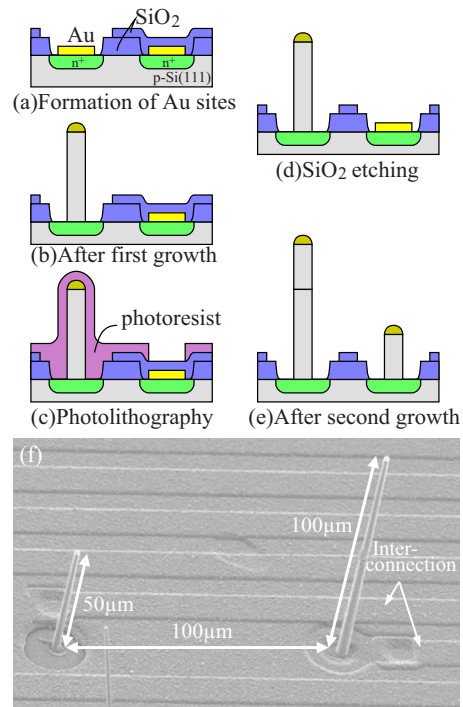 SiO2
Au
n+
n+
p-Si(111)
(a)Formation of Au sites
(b)After first growth
photoresist
(c)Photolithography
(d)SiO2 etching
(e)After second growth
(f)
100μm
Inter-
connection
50μm
100μm